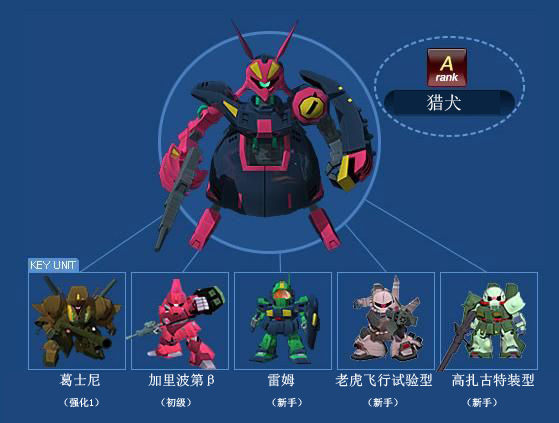 A
rank
猎犬
KEY UNIT
葛士尼
加里波第β
雷姆
老虎飞行试验型
高扎古特装型
（强化1）
（初级）
（新手）
（新手）
（新手）